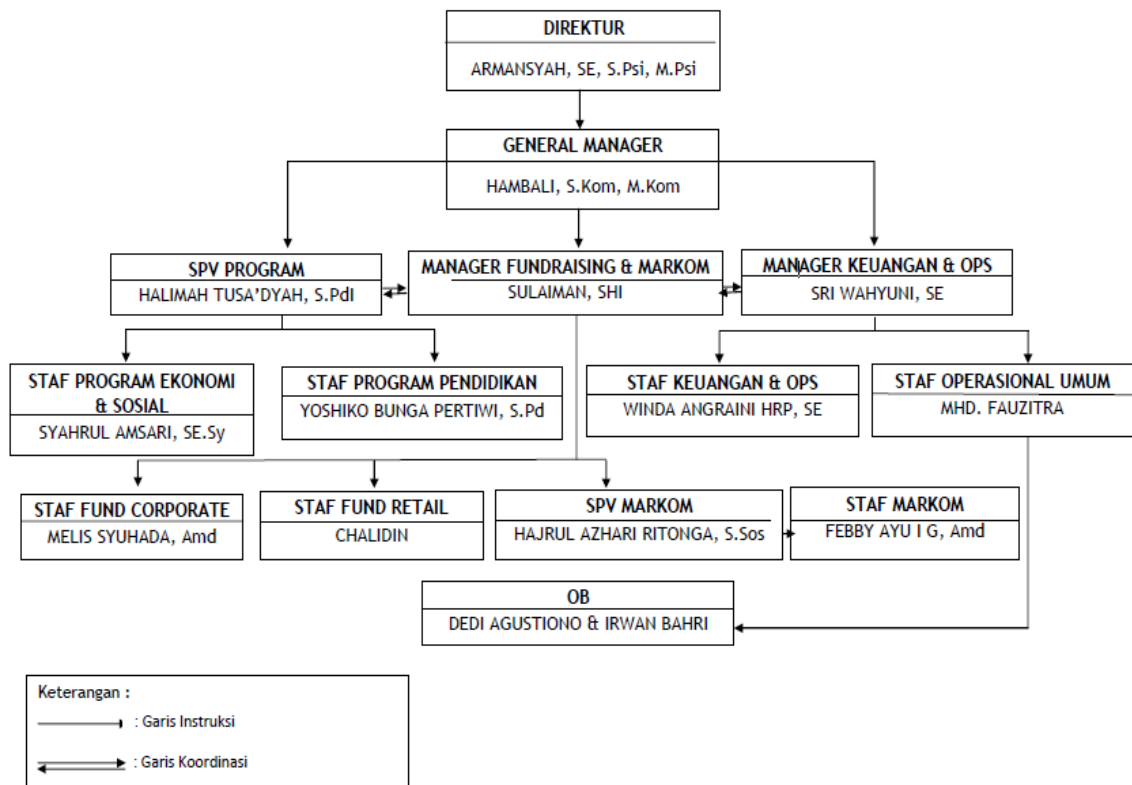 DIREKTUR
ARMANSYAH, SE, S.Psi, M.Psi
GENERAL MANAGER
HAMBALI, S.Kom, M.Kom
SPV PROGRAM
HALIMAH TUSA’DYAH, S.PdI
MANAGER FUNDRAISING & MARKOM
SULAIMAN, SHI
MANAGER KEUANGAN & OPS
SRI WAHYUNI, SE
STAF PROGRAM EKONOMI
& SOSIAL
SYAHRUL AMSARI, SE.Sy
STAF PROGRAM PENDIDIKAN
YOSHIKO BUNGA PERTIWI, S.Pd
STAF KEUANGAN & OPS
WINDA ANGRAINI HRP, SE
STAF OPERASIONAL UMUM
MHD. FAUZITRA
STAF FUND CORPORATE
MELIS SYUHADA, Amd
STAF FUND RETAIL
CHALIDIN
SPV MARKOM
HAJRUL AZHARI RITONGA, S.Sos
STAF MARKOM
FEBBY AYU I G, Amd
OB
DEDI AGUSTIONO & IRWAN BAHRI
Keterangan :
: Garis Instruksi
: Garis Koordinasi